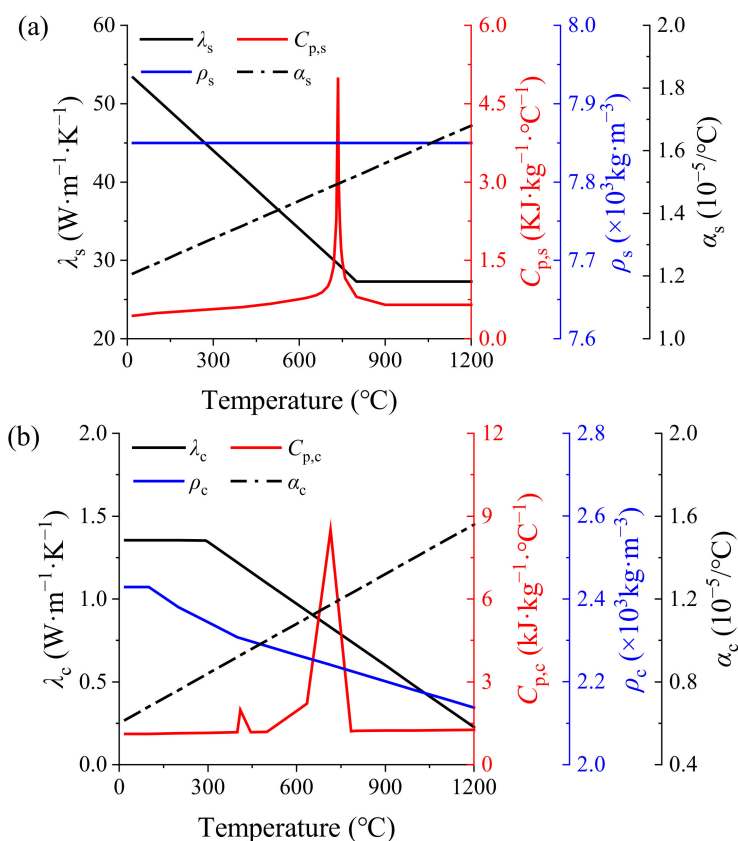 (a)
λs
Cp,s
ρs
αs
60
50
40
30
20
λs (W·m−1·K−1)
0 300 600 900 1200
Temperature (℃)
6.0
4.5
3.0
1.5
0.0
Cp,s (KJ·kg−1·℃−1)
8.0
7.9
7.8
7.7
7.6
ρs (×103kg·m−3)
2.0
1.8
1.6
1.4
1.2
1.0
αs (10−5/℃)
(b)
λc
Cp,c
ρc
αc
2.0
1.5
1.0
0.5
0.0
λc (W·m−1·K−1)
0 300 600 900 1200
Temperature (℃)
12
9
6
3
0
Cp,c (kJ·kg−1·℃−1)
2.8
2.6
2.4
2.2
2.0
ρc (×103kg·m−3)
2.0
1.6
1.2
0.8
0.4
αc (10−5/℃)